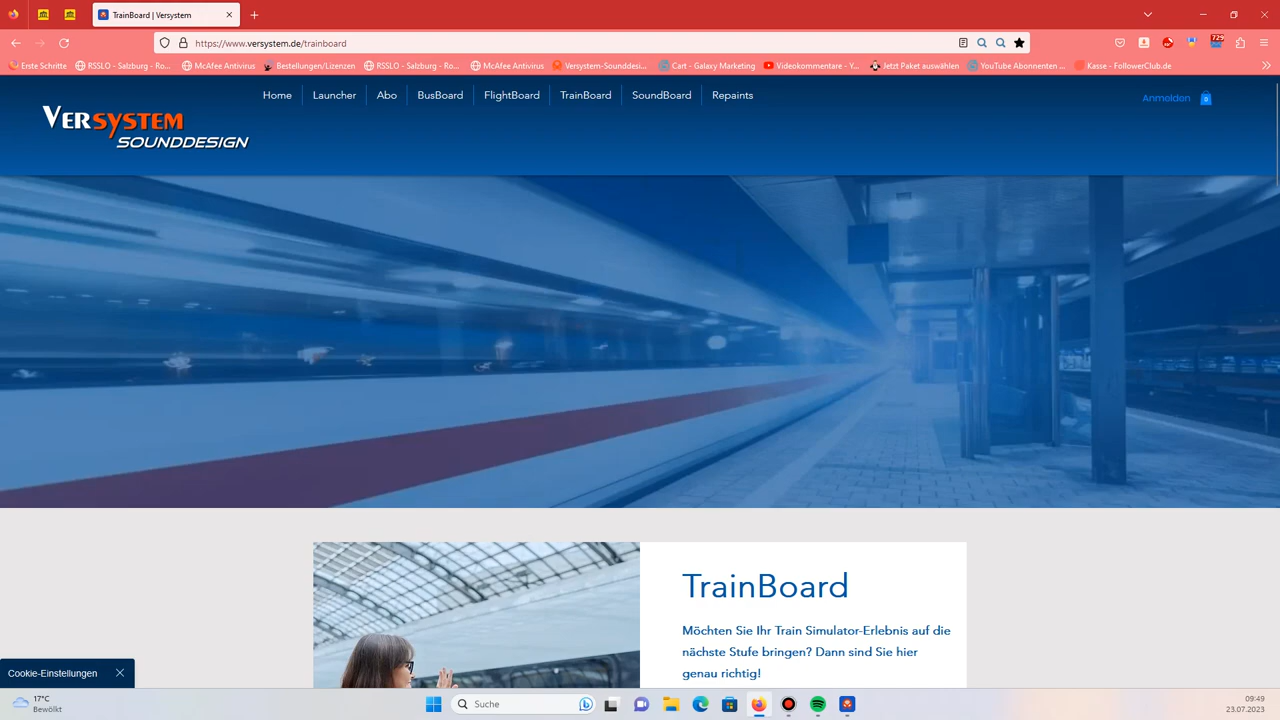 TrainBoard | Versystem
https://www.versystem.de/trainboard
729
Erste Schritte
RSSLO - Salzburg - Ro...
McAfee Antivirus
Bestellungen/Lizenzen
RSSLO - Salzburg - Ro...
McAfee Antivirus
Versystem-Sounddesi...
Cart - Galaxy Marketing
Videokommentare - Y...
Jetzt Paket auswählen
YouTube Abonnenten ...
Kasse - FollowerClub.de
Home
Launcher
Abo
BusBoard
FlightBoard
TrainBoard
SoundBoard
Repaints
Anmelden
0
VERSYSTEM
SOUNDDESIGN
TrainBoard
Möchten Sie Ihr Train Simulator-Erlebnis auf die
nächste Stufe bringen? Dann sind Sie hier
genau richtig!
Cookie-Einstellungen
17°C
Bewölkt
Suche
09:49
23.07.2023